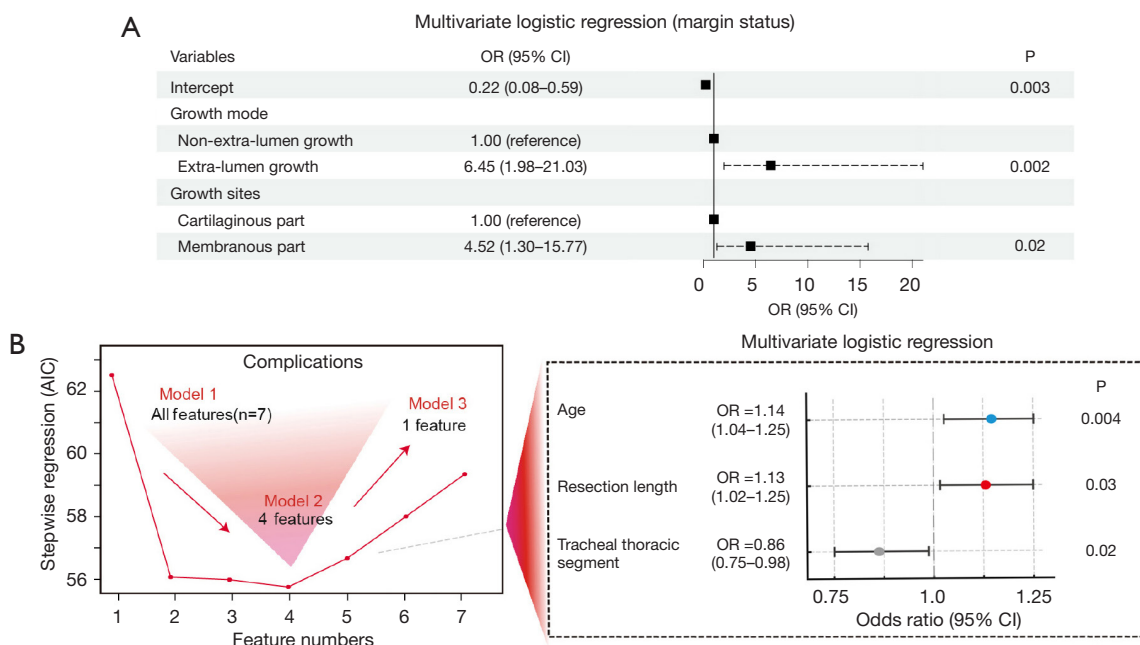 A
Multivariate logistic regression (margin status)
Variables OR (95% CI) P
Intercept 0.22 (0.08–0.59) 0.003
Growth mode
Non-extra-lumen growth 1.00 (reference)
Extra-lumen growth 6.45 (1.98–21.03) 0.002
Growth sites
Cartilaginous part 1.00 (reference)
Membranous part 4.52 (1.30–15.77) 0.02
0 5 10 15 20
OR (95% CI)
B
Stepwise regression (AIC)
62
60
58
56
Complications
Model 1
All features(n=7)
Model 3
1 feature
Model 2
4 features
1 2 3 4 5 6 7
Feature numbers
Multivariate logistic regression
P
Age OR =1.14 0.004
(1.04–1.25)
Resection length OR =1.13 0.03
(1.02–1.25)
Tracheal thoracic OR =0.86 0.02
segment (0.75–0.98)
0.75 1.0 1.25
Odds ratio (95% CI)